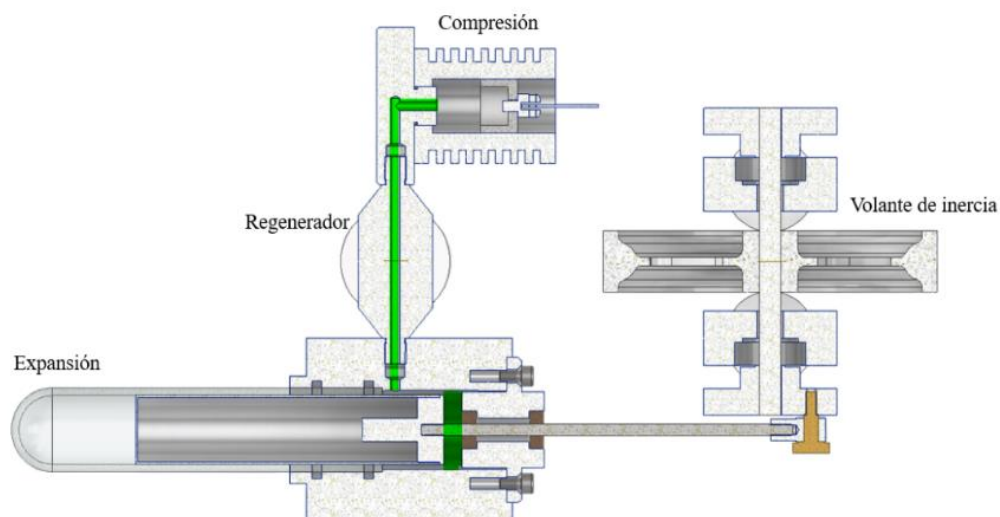 Compresión
Regenerador
Volante de inercia
Expansión